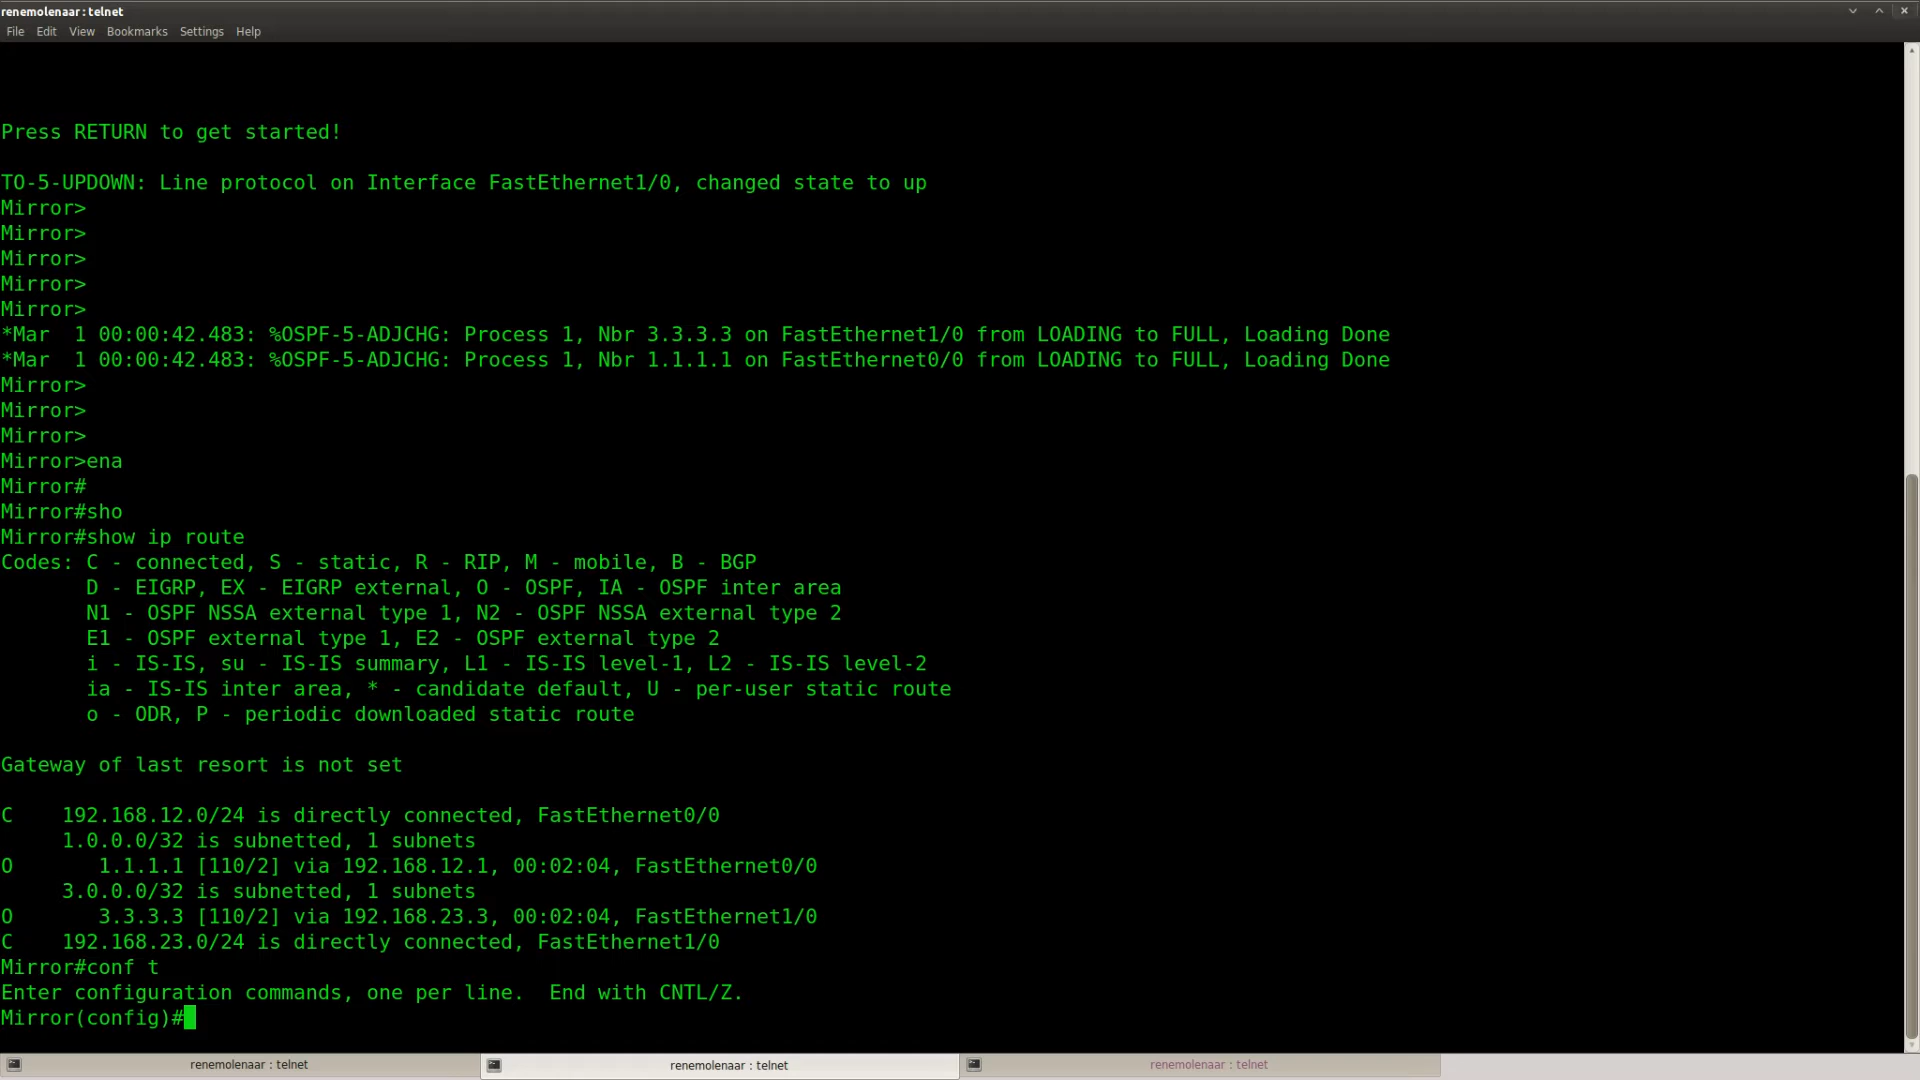 renemolenaar : telnet
File Edit View Bookmarks Settings Help
Press RETURN to get started!
TO-5-UPDOWN: Line protocol on Interface FastEthernet1/0, changed state to up
Mirror>
Mirror>
Mirror>
Mirror>
Mirror>
*Mar  1 00:00:42.483: %OSPF-5-ADJCHG: Process 1, Nbr 3.3.3.3 on FastEthernet1/0 from LOADING to FULL, Loading Done
*Mar  1 00:00:42.483: %OSPF-5-ADJCHG: Process 1, Nbr 1.1.1.1 on FastEthernet0/0 from LOADING to FULL, Loading Done
Mirror>
Mirror>
Mirror>
Mirror>ena
Mirror#
Mirror#sho
Mirror#show ip route
Codes: C - connected, S - static, R - RIP, M - mobile, B - BGP
       D - EIGRP, EX - EIGRP external, O - OSPF, IA - OSPF inter area
       N1 - OSPF NSSA external type 1, N2 - OSPF NSSA external type 2
       E1 - OSPF external type 1, E2 - OSPF external type 2
       i - IS-IS, su - IS-IS summary, L1 - IS-IS level-1, L2 - IS-IS level-2
       ia - IS-IS inter area, * - candidate default, U - per-user static route
       o - ODR, P - periodic downloaded static route
Gateway of last resort is not set
C    192.168.12.0/24 is directly connected, FastEthernet0/0
     1.0.0.0/32 is subnetted, 1 subnets
O       1.1.1.1 [110/2] via 192.168.12.1, 00:02:04, FastEthernet0/0
     3.0.0.0/32 is subnetted, 1 subnets
O       3.3.3.3 [110/2] via 192.168.23.3, 00:02:04, FastEthernet1/0
C    192.168.23.0/24 is directly connected, FastEthernet1/0
Mirror#conf t
Enter configuration commands, one per line.  End with CNTL/Z.
Mirror(config)#
renemolenaar : telnet renemolenaar : telnet renemolenaar : telnet